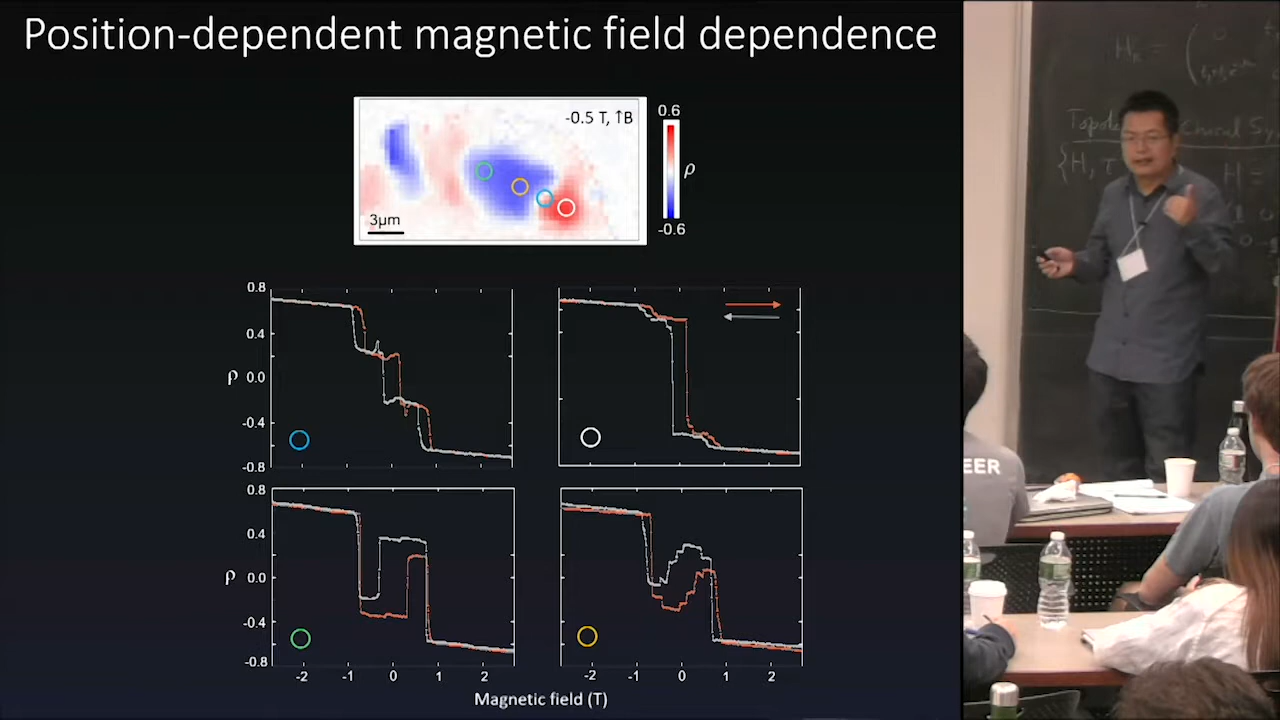 Position-dependent magnetic field dependence
-0.5 T, ↑B
3μm
0.6
ρ
-0.6
0.8
0.4
ρ 0.0
-0.4
-0.8
0.8
0.4
ρ 0.0
-0.4
-0.8
-2 -1 0 1 2
-2 -1 0 1 2
Magnetic field (T)
H = 
{H, τ
H =
EER